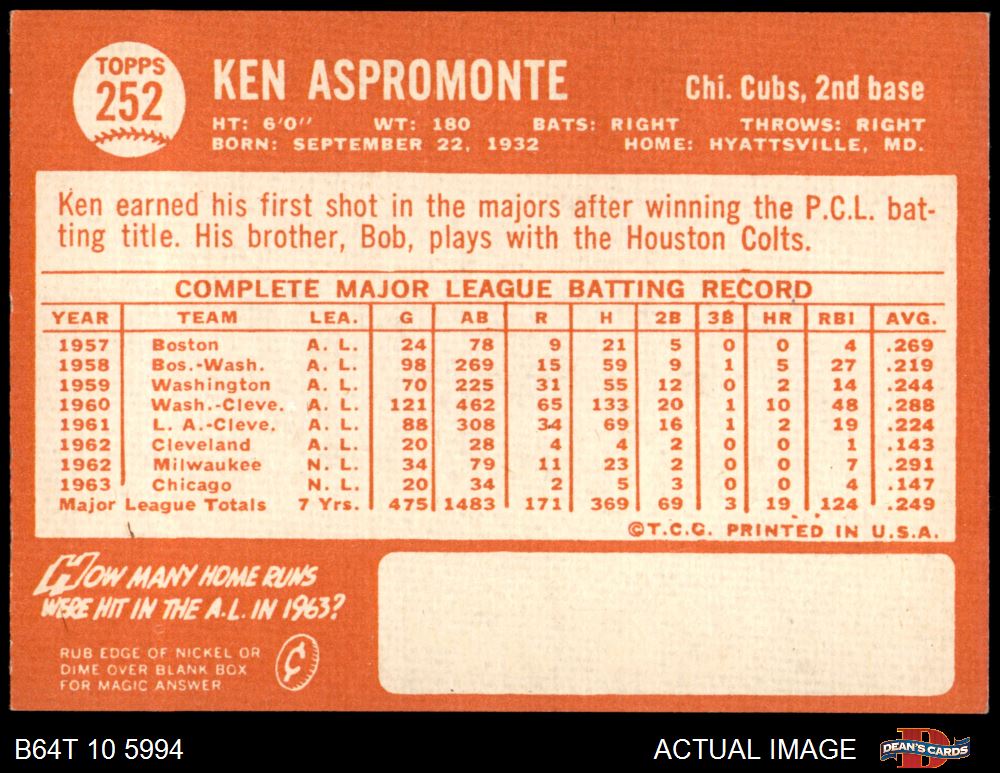 TOPPS
252
KEN ASPROMONTE
Chi. Cubs, 2nd base
HT: 6'0" WT: 180 BATS: RIGHT THROWS: RIGHT
BORN: SEPTEMBER 22, 1932 HOME: HYATTSVILLE, MD.
Ken earned his first shot in the majors after winning the P.C.L. bat-
ting title. His brother, Bob, plays with the Houston Colts.
COMPLETE MAJOR LEAGUE BATTING RECORD
YEAR TEAM LEA. G AB R H 2B 3B HR RBI AVG.
1957 Boston A. L. 24 78 9 21 5 0 0 4 .269
1958 Bos.-Wash. A. L. 98 269 15 59 9 1 5 27 .219
1959 Washington A. L. 70 225 31 55 12 0 2 14 .244
1960 Wash.-Cleve. A. L. 121 462 65 133 20 1 10 48 .288
1961 L. A.-Cleve. A. L. 88 308 34 69 16 1 2 19 .224
1962 Cleveland A. L. 20 28 4 4 2 0 0 1 .143
1962 Milwaukee N. L. 34 79 11 23 2 0 0 7 .291
1963 Chicago N. L. 20 34 2 5 3 0 0 4 .147
Major League Totals 7 Yrs. 475 1483 171 369 69 3 19 124 .249
©T.C.G. PRINTED IN U.S.A.
HOW MANY HOME RUNS
WERE HIT IN THE A.L. IN 1963?
RUB EDGE OF NICKEL OR
DIME OVER BLANK BOX
FOR MAGIC ANSWER
¢
B64T 10 5994
ACTUAL IMAGE
DEAN'S CARDS